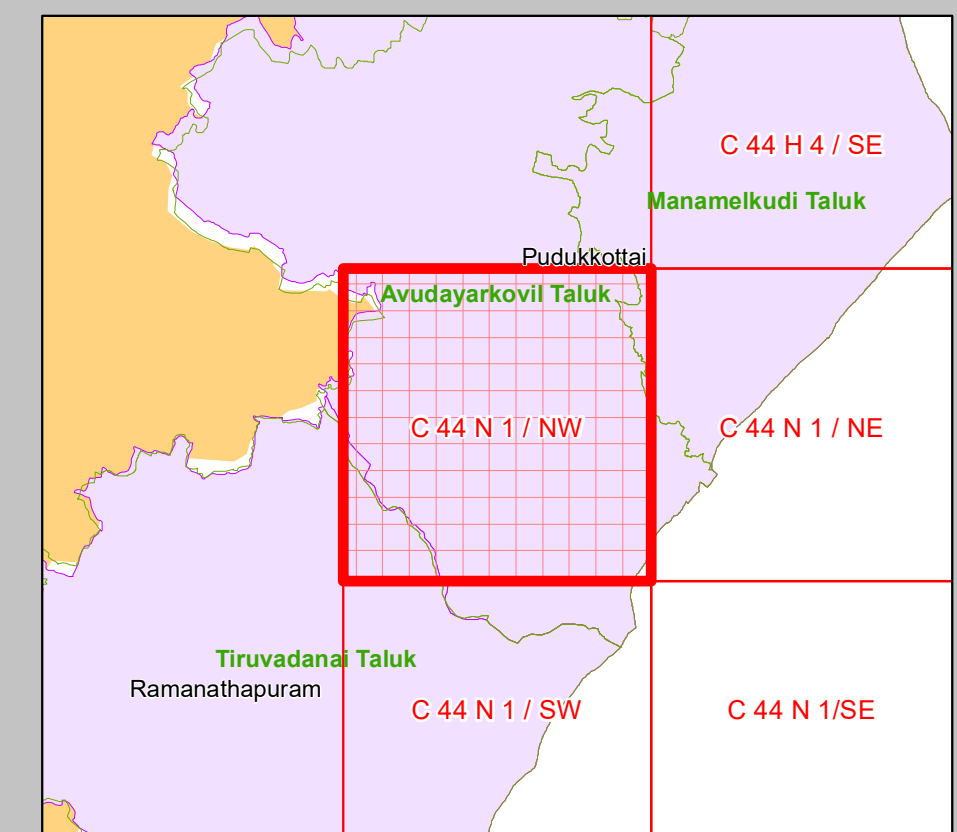 C 44 H 4 / SE
Manamelkudi Taluk
Pudukkottai
Avudayarkovil Taluk
C 44 N 1 / NW
C 44 N 1 / NE
Tiruvadanai Taluk
Ramanathapuram
C 44 N 1 / SW
C 44 N 1/SE